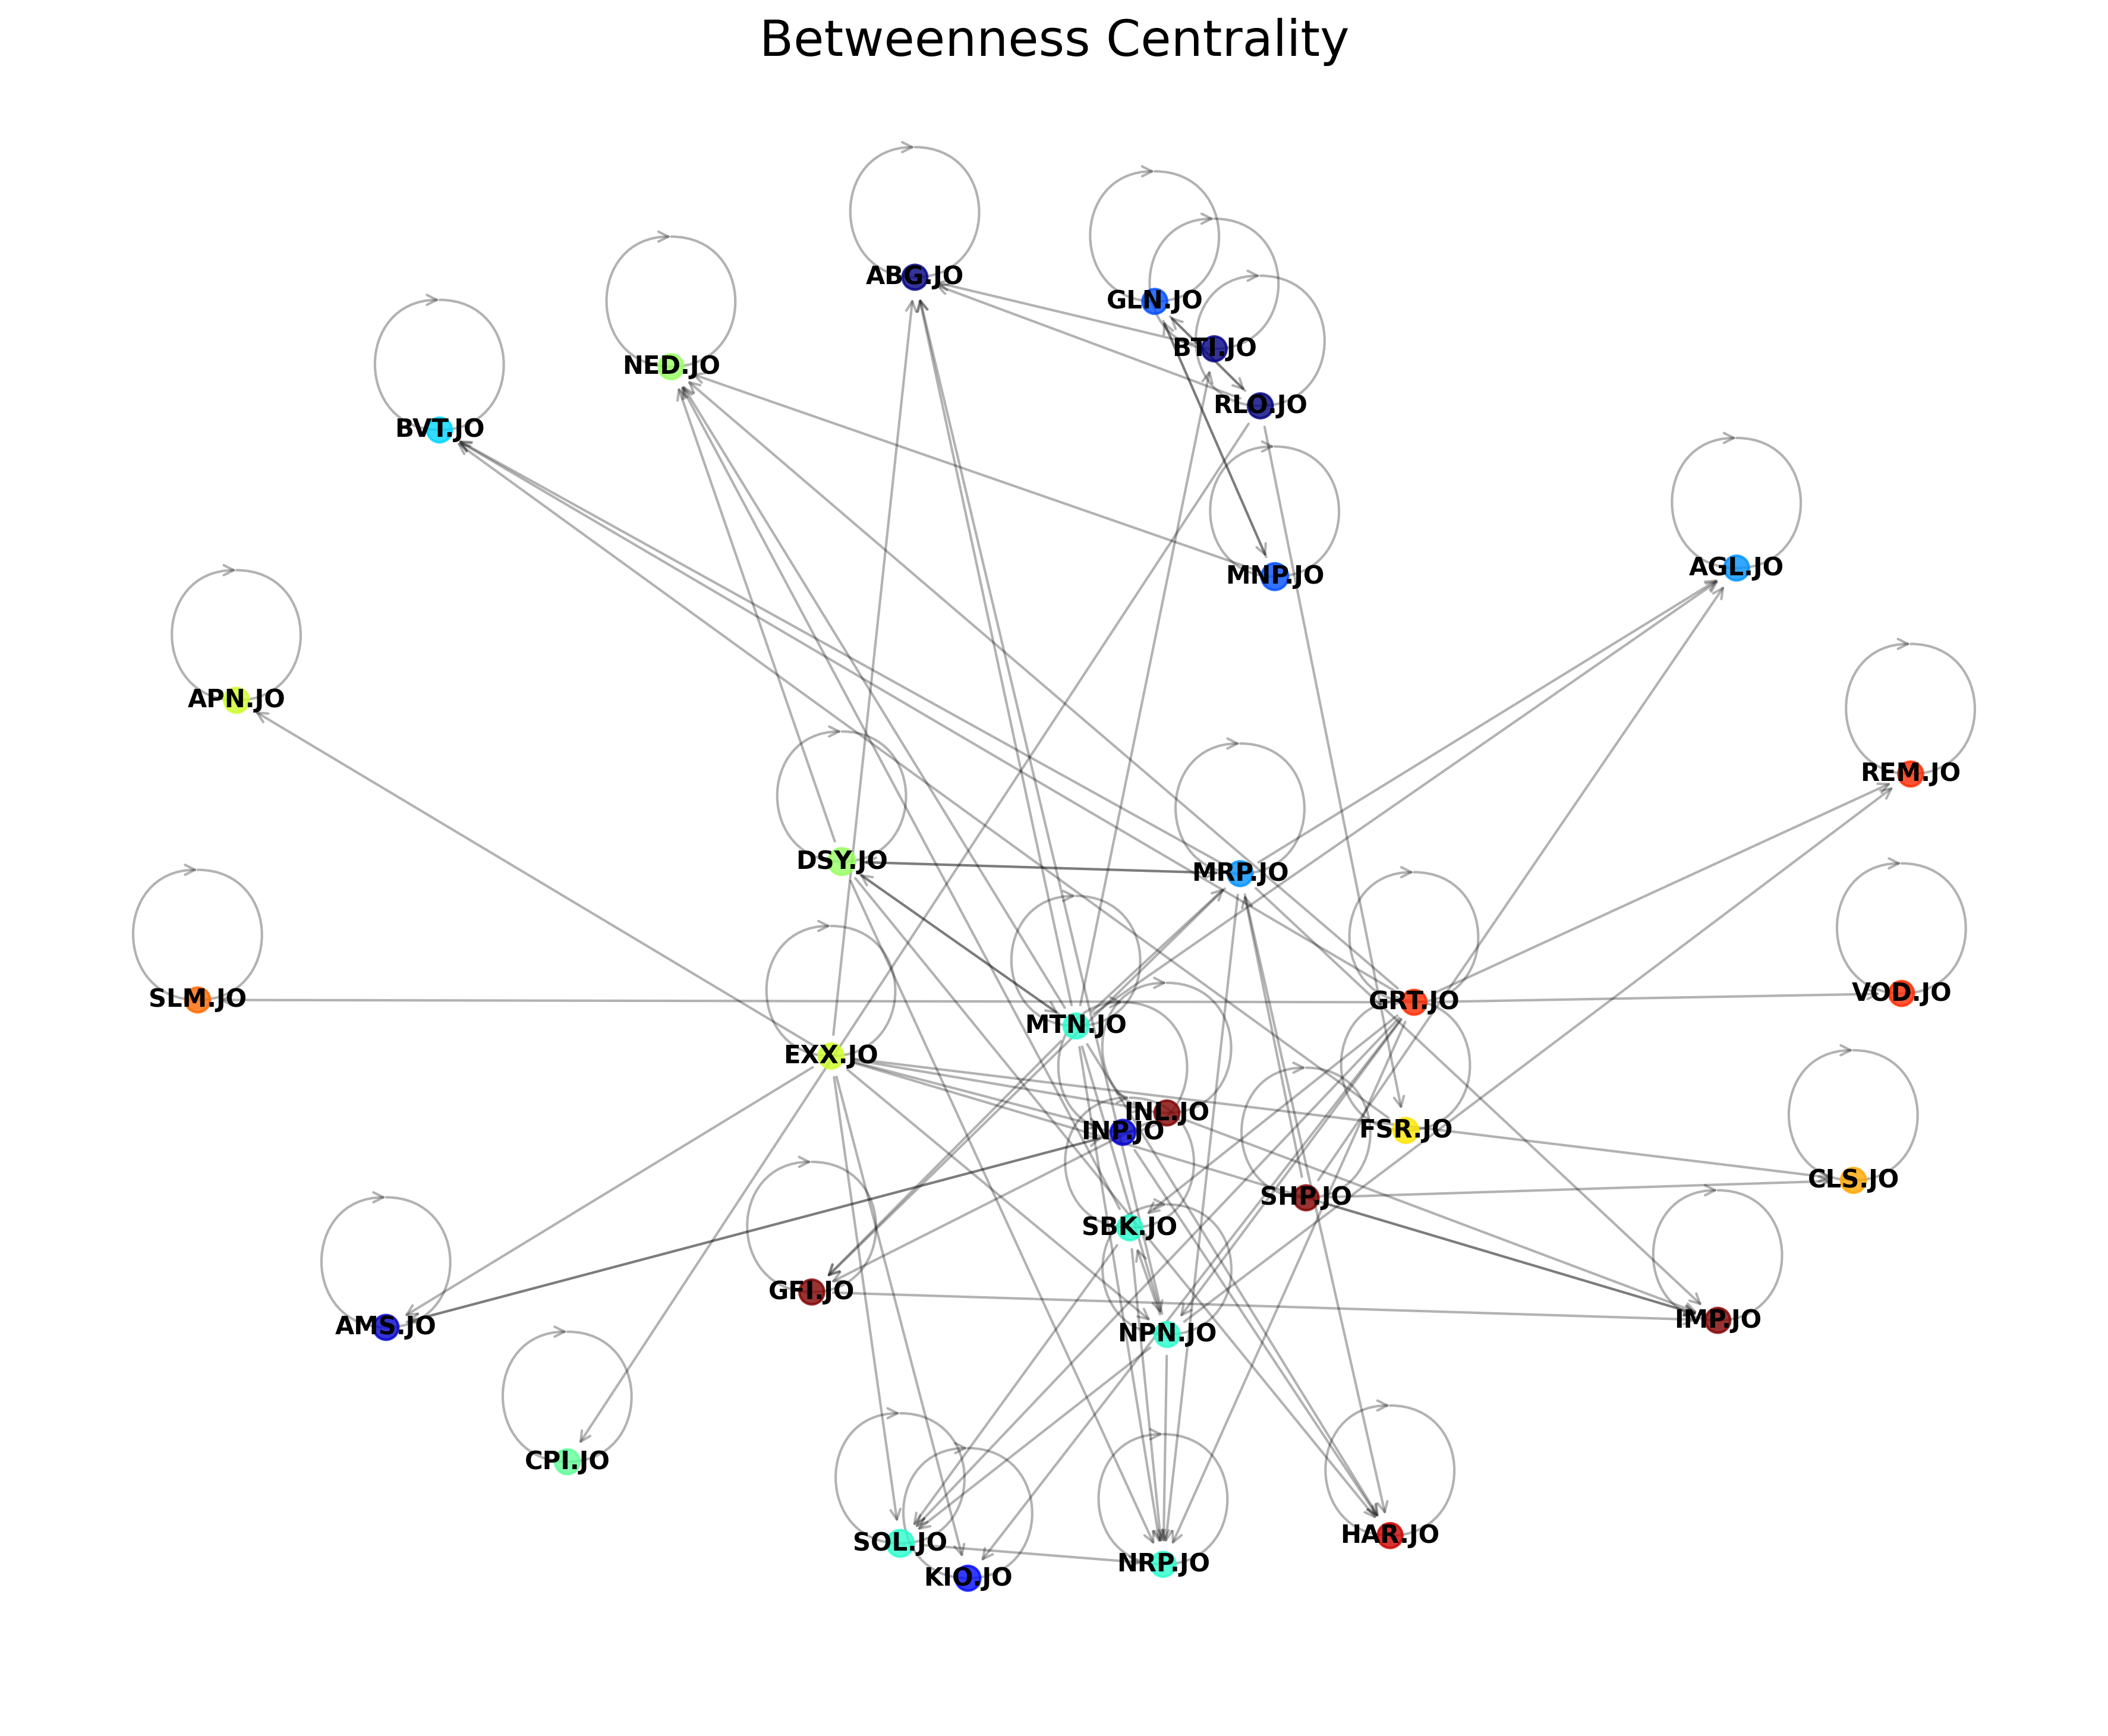 Betweenness Centrality
ABG.JO
GLN.JO
BTI.JO
NED.JO
RLO.JO
BVT.JO
AGL.JO
MNP.JO
APN.JO
REM.JO
DSY.JO
MRP.JO
VOD.JO
SLM.JO
GRT.JO
MTN.JO
EXX.JO
INL.JO
INP.JO
FSR.JO
CLS.JO
SHP.JO
SBK.JO
GFI.JO
IMP.JO
AMS.JO
NPN.JO
CPI.JO
HAR.JO
SOL.JO
NRP.JO
KIO.JO